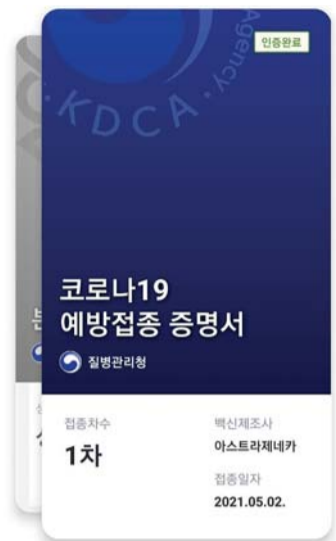 인증완료
KDCA · Agency
코로나19
예방접종 증명서
질병관리청
접종차수
1차
백신제조사
아스트라제네카
접종일자
2021.05.02.